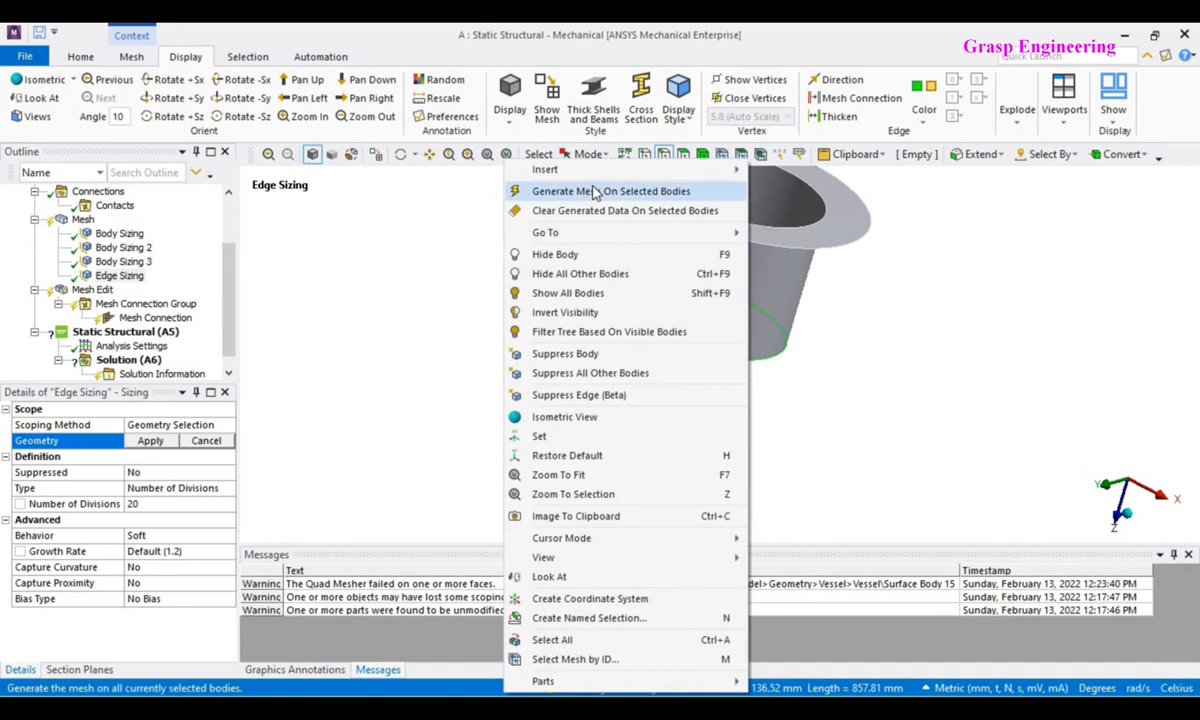 Context
A : Static Structural - Mechanical [ANSYS Mechanical Enterprise]
Grasp Engineering
File Home Mesh Display Selection Automation
Quick Launch
Isometric Previous Rotate +Sx Rotate -Sx Pan Up Pan Down Random
Look At Next Rotate +Sy Rotate -Sy Pan Left Pan Right Rescale
Views Angle 10 Rotate +Sz Rotate -Sz Zoom In Zoom Out Preferences
Orient Annotation
Display Show Mesh Thick Shells and Beams Cross Section Display Style
Style
Show Vertices
Close Vertices
5.8 (Auto Scale)
Vertex
Direction
Mesh Connection
Thicken
Color
Edge
Explode Viewports Show
Display
Outline
Select Mode Clipboard [ Empty ] Extend Select By Convert
Name Search Outline
Connections
Contacts
Mesh
Body Sizing
Body Sizing 2
Body Sizing 3
Edge Sizing
Mesh Edit
Mesh Connection Group
Mesh Connection
Static Structural (A5)
Analysis Settings
Solution (A6)
Solution Information
Edge Sizing
Insert
Generate Mesh On Selected Bodies
Clear Generated Data On Selected Bodies
Go To
Hide Body F9
Hide All Other Bodies Ctrl+F9
Show All Bodies Shift+F9
Invert Visibility
Filter Tree Based On Visible Bodies
Suppress Body
Suppress All Other Bodies
Suppress Edge (Beta)
Isometric View
Set
Restore Default H
Zoom To Fit F7
Zoom To Selection Z
Image To Clipboard Ctrl+C
Cursor Mode
View
Look At
Create Coordinate System
Create Named Selection... N
Select All Ctrl+A
Select Mesh by ID... M
Parts
Y X
Z
Details of "Edge Sizing" - Sizing
Scope
Scoping Method Geometry Selection
Geometry Apply Cancel
Definition
Suppressed No
Type Number of Divisions
Number of Divisions 20
Advanced
Behavior Soft
Growth Rate Default (1.2)
Capture Curvature No
Capture Proximity No
Bias Type No Bias
Messages
Text Timestamp
Warning The Quad Mesher failed on one or more faces. del> Geometry> Vessel> Vessel\Surface Body 15 Sunday, February 13, 2022 12:23:40 PM
Warning One or more objects may have lost some scoping Sunday, February 13, 2022 12:17:47 PM
Warning One or more parts were found to be unmodified Sunday, February 13, 2022 12:17:46 PM
Details Section Planes Graphics Annotations Messages
Generate the mesh on all currently selected bodies. 136.52 mm Length = 857.81 mm Metric (mm, t, N, s, mV, mA) Degrees rad/s Celsius